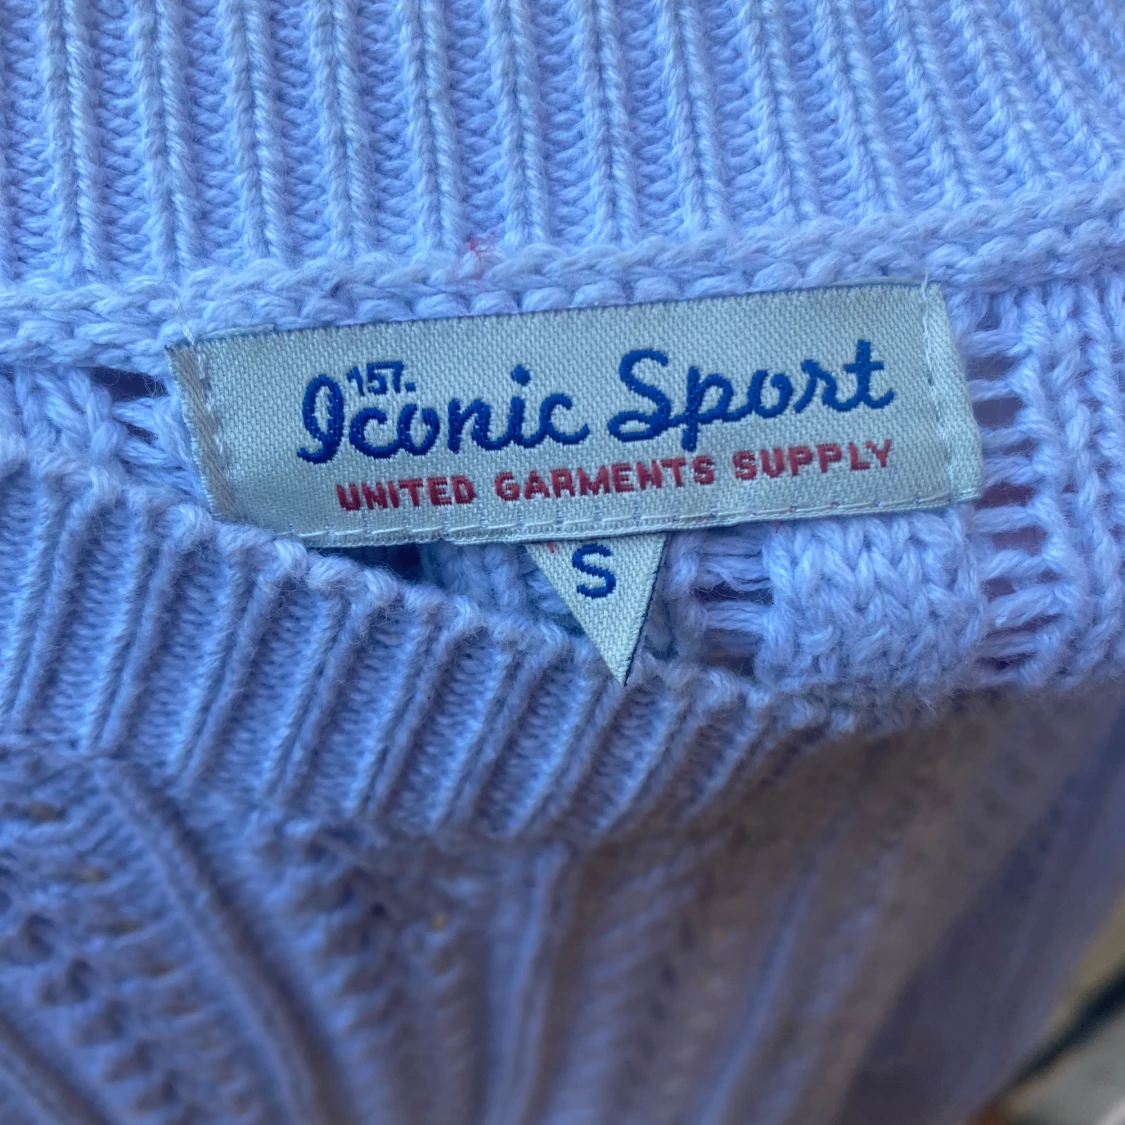 157.
Iconic Sport
UNITED GARMENTS SUPPLY
S